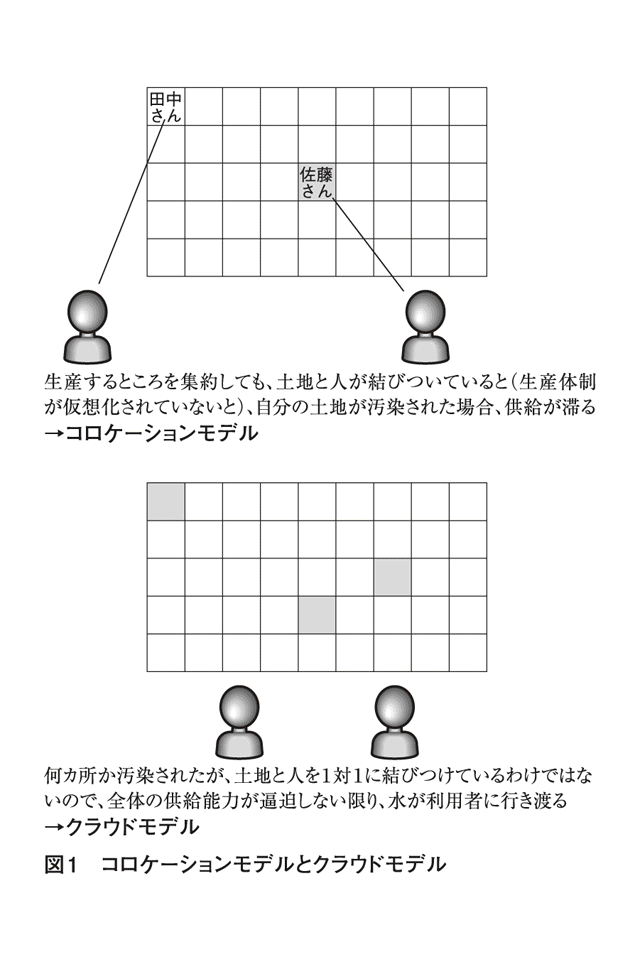 田中
さん
佐藤
さん
生産するところを集約しても、土地と人が結びついていると（生産体制
が仮想化されていないと）、自分の土地が汚染された場合、供給が滞る
→コロケーションモデル
何カ所か汚染されたが、土地と人を1対1に結びつけているわけではな
いので、全体の供給能力が逼迫しない限り、水が利用者に行き渡る
→クラウドモデル
図1　コロケーションモデルとクラウドモデル